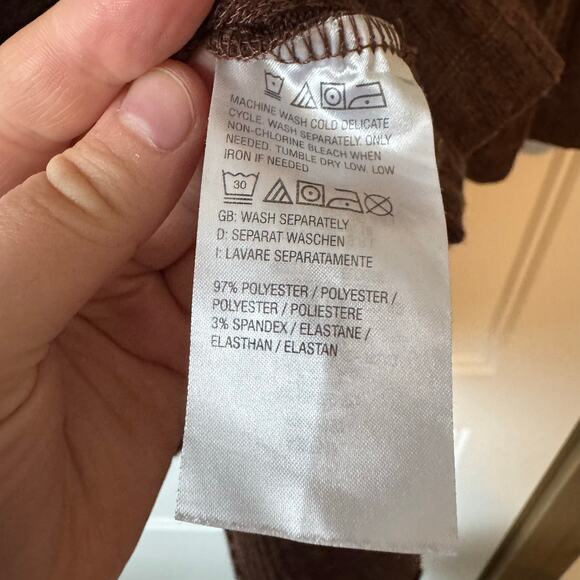 MACHINE WASH COLD DELICATE
CYCLE. WASH SEPARATELY. ONLY
NON-CHLORINE BLEACH WHEN
NEEDED. TUMBLE DRY LOW. LOW
IRON IF NEEDED
30
GB: WASH SEPARATELY
D: SEPARAT WASCHEN
I: LAVARE SEPARATAMENTE
97% POLYESTER / POLYESTER /
POLYESTER / POLIESTERE
3% SPANDEX / ELASTANE /
ELASTHAN / ELASTAN